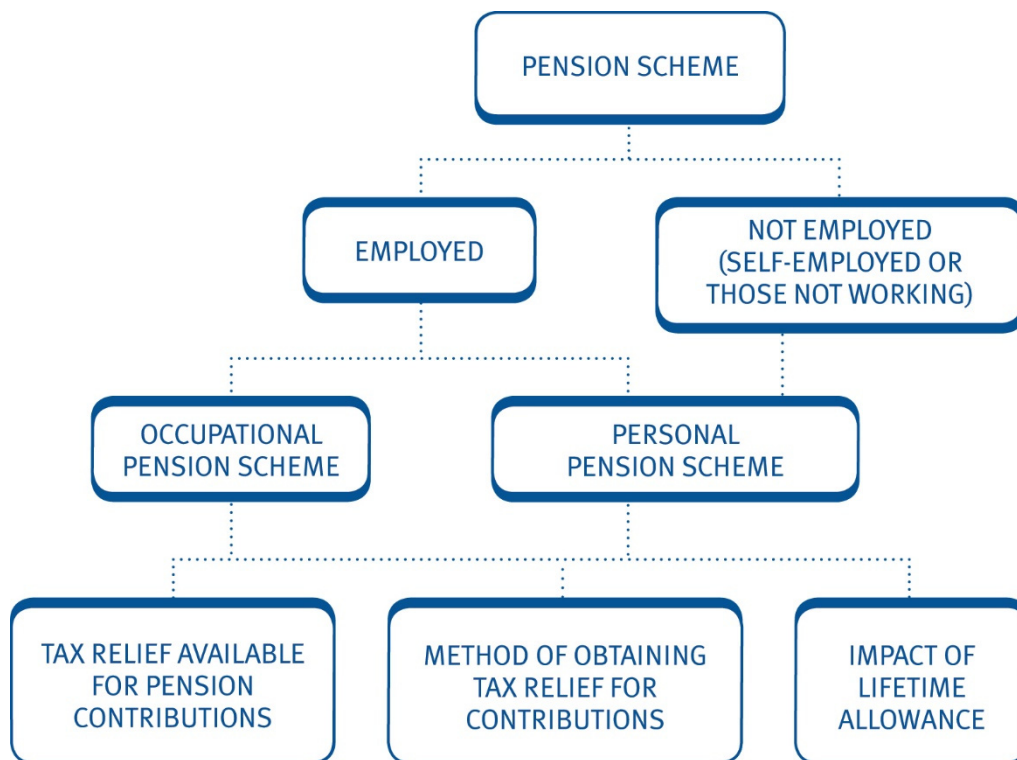 PENSION SCHEME
EMPLOYED
NOT EMPLOYED
(SELF-EMPLOYED OR
THOSE NOT WORKING)
OCCUPATIONAL
PENSION SCHEME
PERSONAL
PENSION SCHEME
TAX RELIEF AVAILABLE
FOR PENSION
CONTRIBUTIONS
METHOD OF OBTAINING
TAX RELIEF FOR
CONTRIBUTIONS
IMPACT OF
LIFETIME
ALLOWANCE